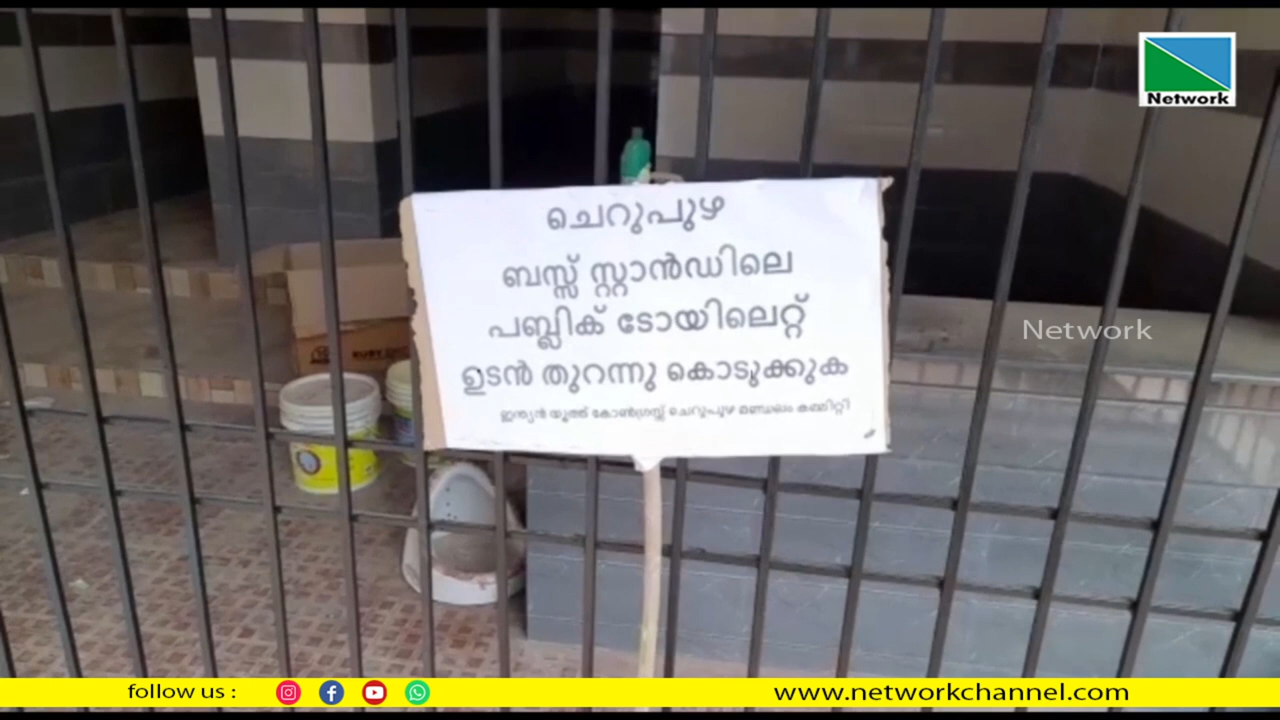 Network
ചെറുപുഴ
ബസ്സ് സ്റ്റാൻഡിലെ
പബ്ലിക് ടോയിലെറ്റ്
ഉടൻ തുറന്നു കൊടുക്കുക
ഇന്ത്യൻ യൂത്ത് കോൺഗ്രസ്സ് ചെറുപുഴ മണ്ഡലം കമ്മിറ്റി
Network
follow us :
www.networkchannel.com